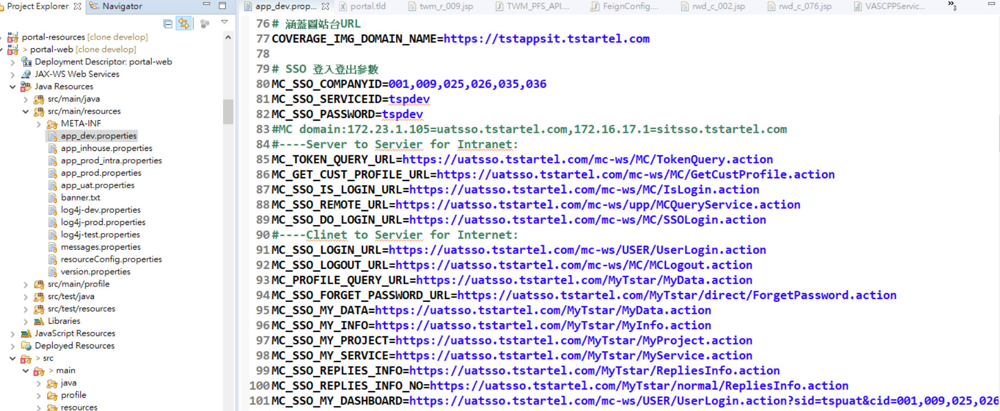 Project Explorer
Navigator
portal-resources [clone develop]
> portal-web [clone develop]
Deployment Descriptor: portal-web
JAX-WS Web Services
Java Resources
src/main/java
src/main/resources
META-INF
app_dev.properties
app_inhouse.properties
app_prod_intra.properties
app_prod.properties
app_uat.properties
banner.txt
log4j-dev.properties
log4j-prod.properties
log4j-test.properties
messages.properties
resourceConfig.properties
version.properties
src/main/profile
src/test/java
src/test/resources
Libraries
JavaScript Resources
Deployed Resources
> src
> main
java
profile
resources
app_dev.prop...
portal.tld
twm_r_009.jsp
TWM_PFS_API....
FeignConfig....
rwd_c_002.jsp
rwd_c_076.jsp
VASCPPServic...
»3
76 # 涵蓋圖站台URL
77 COVERAGE_IMG_DOMAIN_NAME=https://tstappsit.tstartel.com
78
79 # SSO 登入登出參數
80 MC_SSO_COMPANYID=001,009,025,026,035,036
81 MC_SSO_SERVICEID=tspdev
82 MC_SSO_PASSWORD=tspdev
83 #MC domain:172.23.1.105=uatsso.tstartel.com,172.16.17.1=sitsso.tstartel.com
84 #----Server to Servier for Intranet:
85 MC_TOKEN_QUERY_URL=https://uatsso.tstartel.com/mc-ws/MC/TokenQuery.action
86 MC_GET_CUST_PROFILE_URL=https://uatsso.tstartel.com/mc-ws/MC/GetCustProfile.action
87 MC_SSO_IS_LOGIN_URL=https://uatsso.tstartel.com/mc-ws/MC/IsLogin.action
88 MC_SSO_REMOTE_URL=https://uatsso.tstartel.com/mc-ws/upp/MCQueryService.action
89 MC_SSO_DO_LOGIN_URL=https://uatsso.tstartel.com/mc-ws/MC/SSOLogin.action
90 #----Clinet to Servier for Internet:
91 MC_SSO_LOGIN_URL=https://uatsso.tstartel.com/mc-ws/USER/UserLogin.action
92 MC_SSO_LOGOUT_URL=https://uatsso.tstartel.com/mc-ws/MC/MCLogout.action
93 MC_PROFILE_QUERY_URL=https://uatsso.tstartel.com/MyTstar/MyData.action
94 MC_SSO_FORGET_PASSWORD_URL=https://uatsso.tstartel.com/MyTstar/direct/ForgetPassword.action
95 MC_SSO_MY_DATA=https://uatsso.tstartel.com/MyTstar/MyData.action
96 MC_SSO_MY_INFO=https://uatsso.tstartel.com/MyTstar/MyInfo.action
97 MC_SSO_MY_PROJECT=https://uatsso.tstartel.com/MyTstar/MyProject.action
98 MC_SSO_MY_SERVICE=https://uatsso.tstartel.com/MyTstar/MyService.action
99 MC_SSO_REPLIES_INFO=https://uatsso.tstartel.com/MyTstar/RepliesInfo.action
100 MC_SSO_REPLIES_INFO_NO=https://uatsso.tstartel.com/MyTstar/normal/RepliesInfo.action
101 MC_SSO_MY_DASHBOARD=https://uatsso.tstartel.com/mc-ws/USER/UserLogin.action?sid=tspuat&cid=001,009,025,026